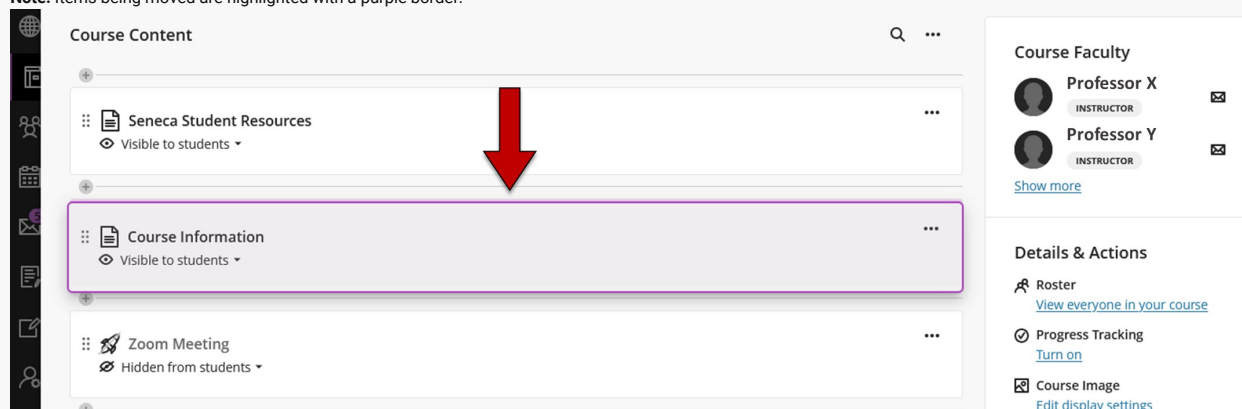 Note: Items being moved are highlighted with a purple border.
Course Content
Seneca Student Resources
Visible to students
Course Information
Visible to students
Zoom Meeting
Hidden from students
Course Faculty
Professor X
INSTRUCTOR
Professor Y
INSTRUCTOR
Show more
Details & Actions
Roster
View everyone in your course
Progress Tracking
Turn on
Course Image
Edit display settings